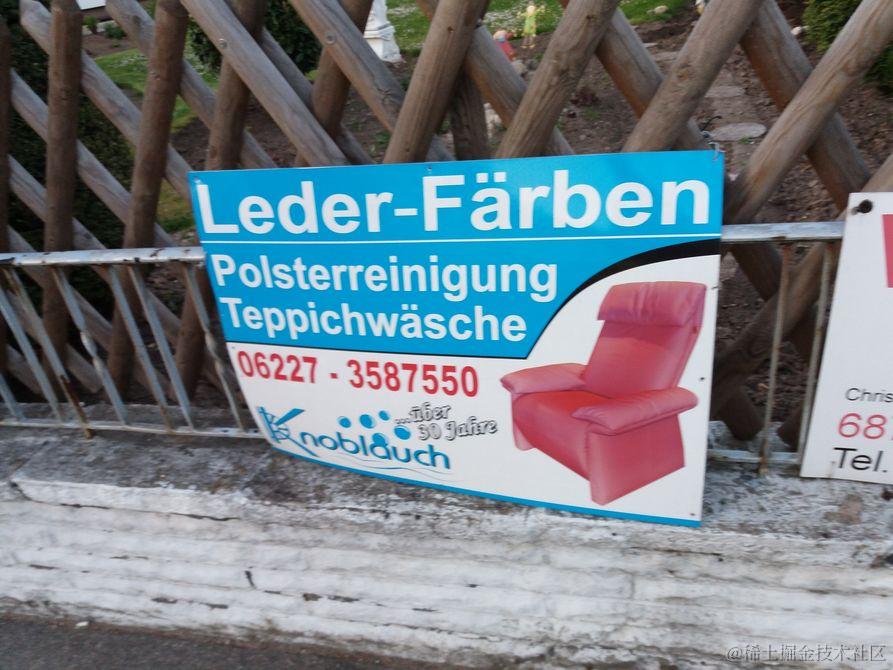 Leder-Färben
Polsterreinigung
Teppichwäsche
06227 - 3587550
...über
30 Jahre
Knoblauch
Chris
68
Tel.
@稀土掘金技术社区